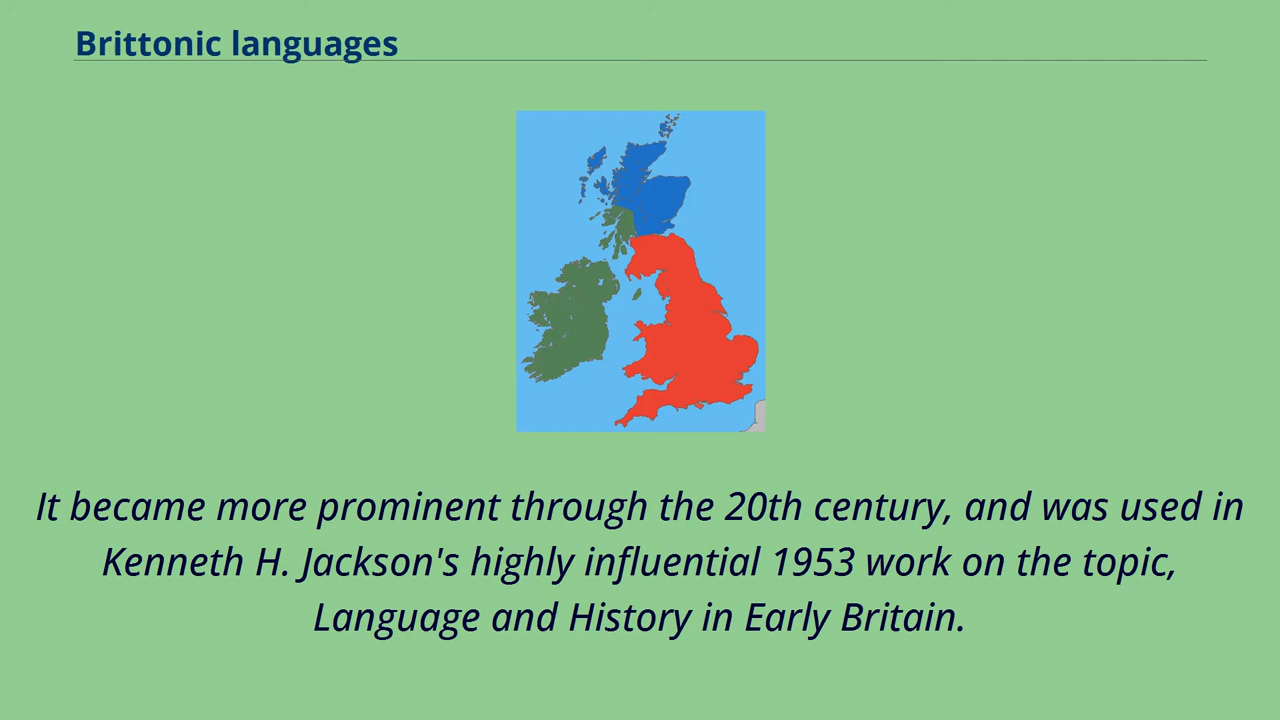 Brittonic languages
It became more prominent through the 20th century, and was used in
Kenneth H. Jackson's highly influential 1953 work on the topic,
Language and History in Early Britain.